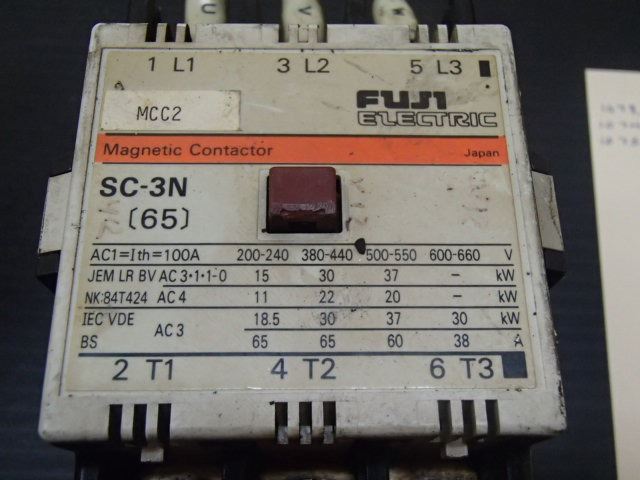 U V
1 L1 3 L2 5 L3
MCC2
FUJI
ELECTRIC
Magnetic Contactor Japan
SC-3N
(65)
AC1=Ith=100A 200-240 380-440 500-550 600-660 V
JEM LR BV AC3·1·1-0 15 30 37 – kW
NK:84T424 AC4 11 22 20 – kW
IEC VDE AC3 18.5 30 37 30 kW
BS 65 65 60 38 A
2 T1 4 T2 6 T3